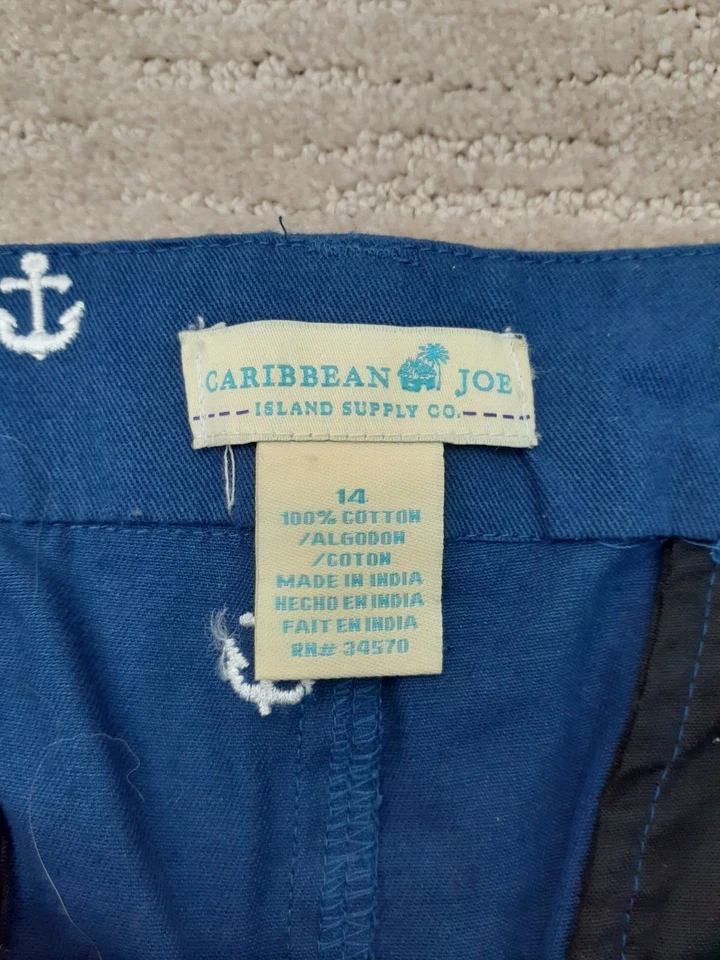 CARIBBEAN JOE
ISLAND SUPPLY CO.
14
100% COTTON
/ALGODON
/COTON
MADE IN INDIA
HECHO EN INDIA
FAIT EN INDIA
RN# 34570